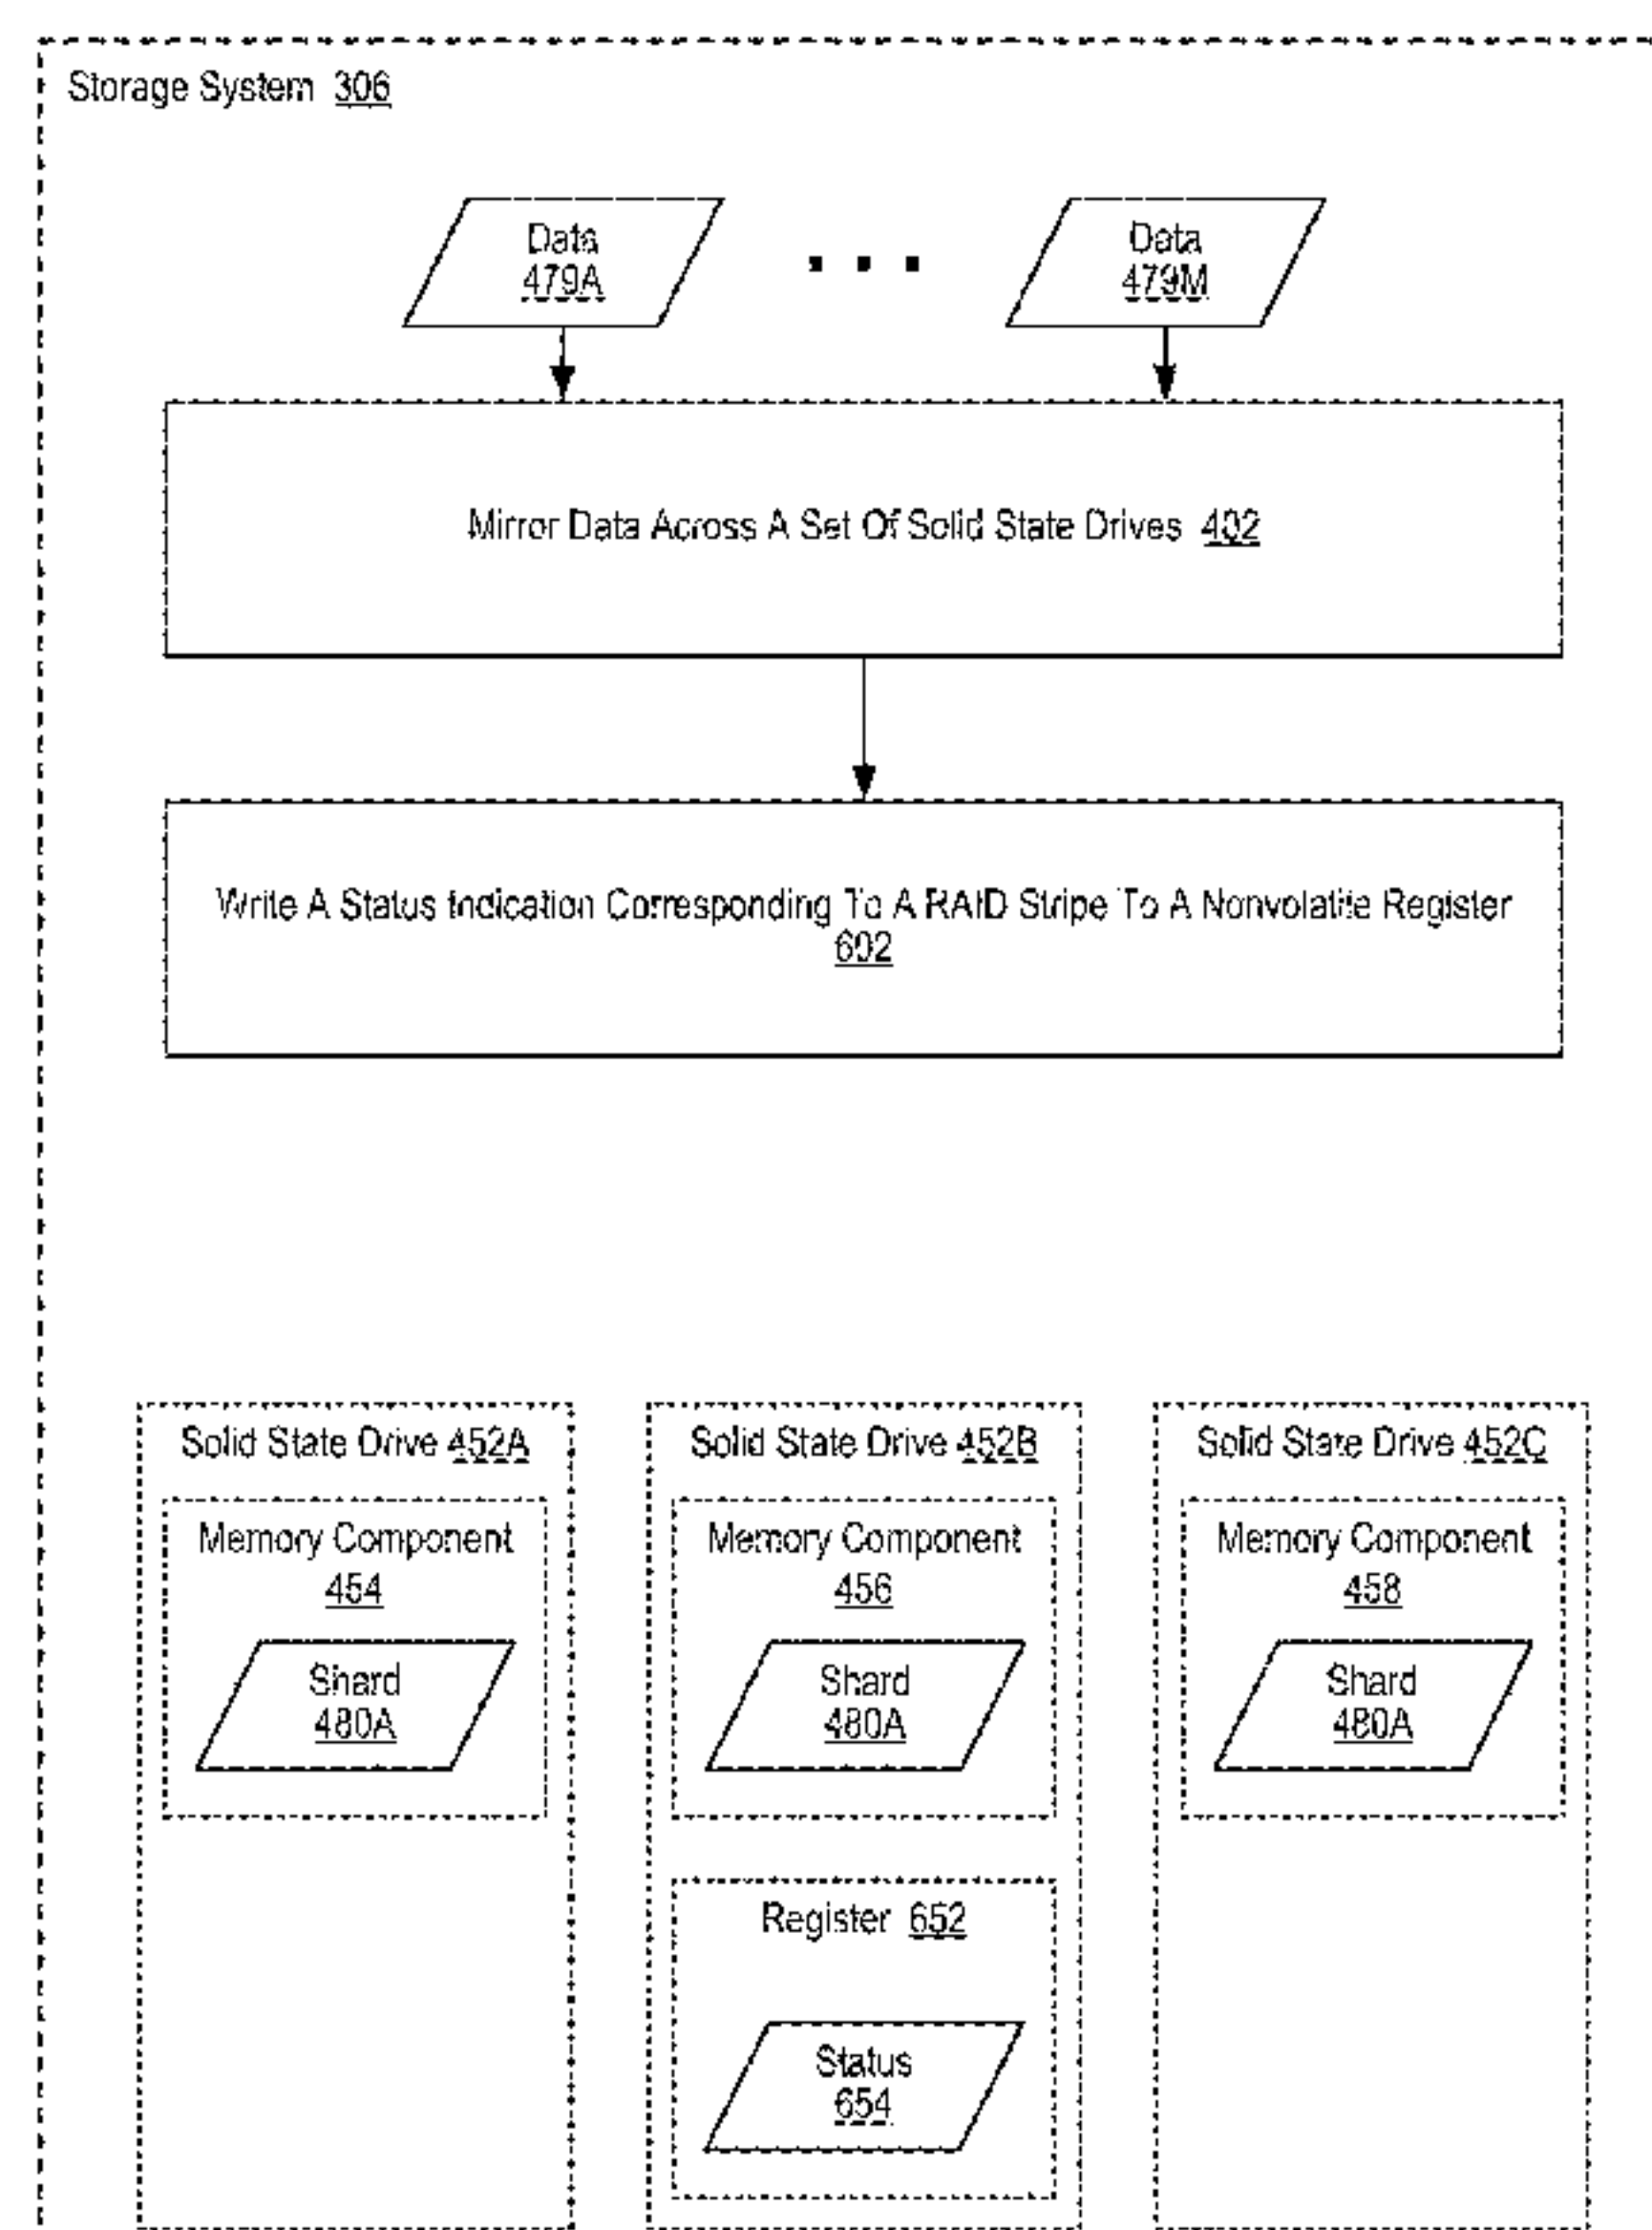 Storage System 306
Data
479A
Data
479M
Mirror Data Across A Set Of Solid State Drives 402
Write A Status Indication Corresponding To A RAID Stripe To A Nonvolatile Register
602
Solid State Drive 452A
Memory Component
454
Shard
480A
Solid State Drive 452B
Memory Component
456
Shard
480A
Register 652
Status
654
Solid State Drive 452C
Memory Component
458
Shard
480A